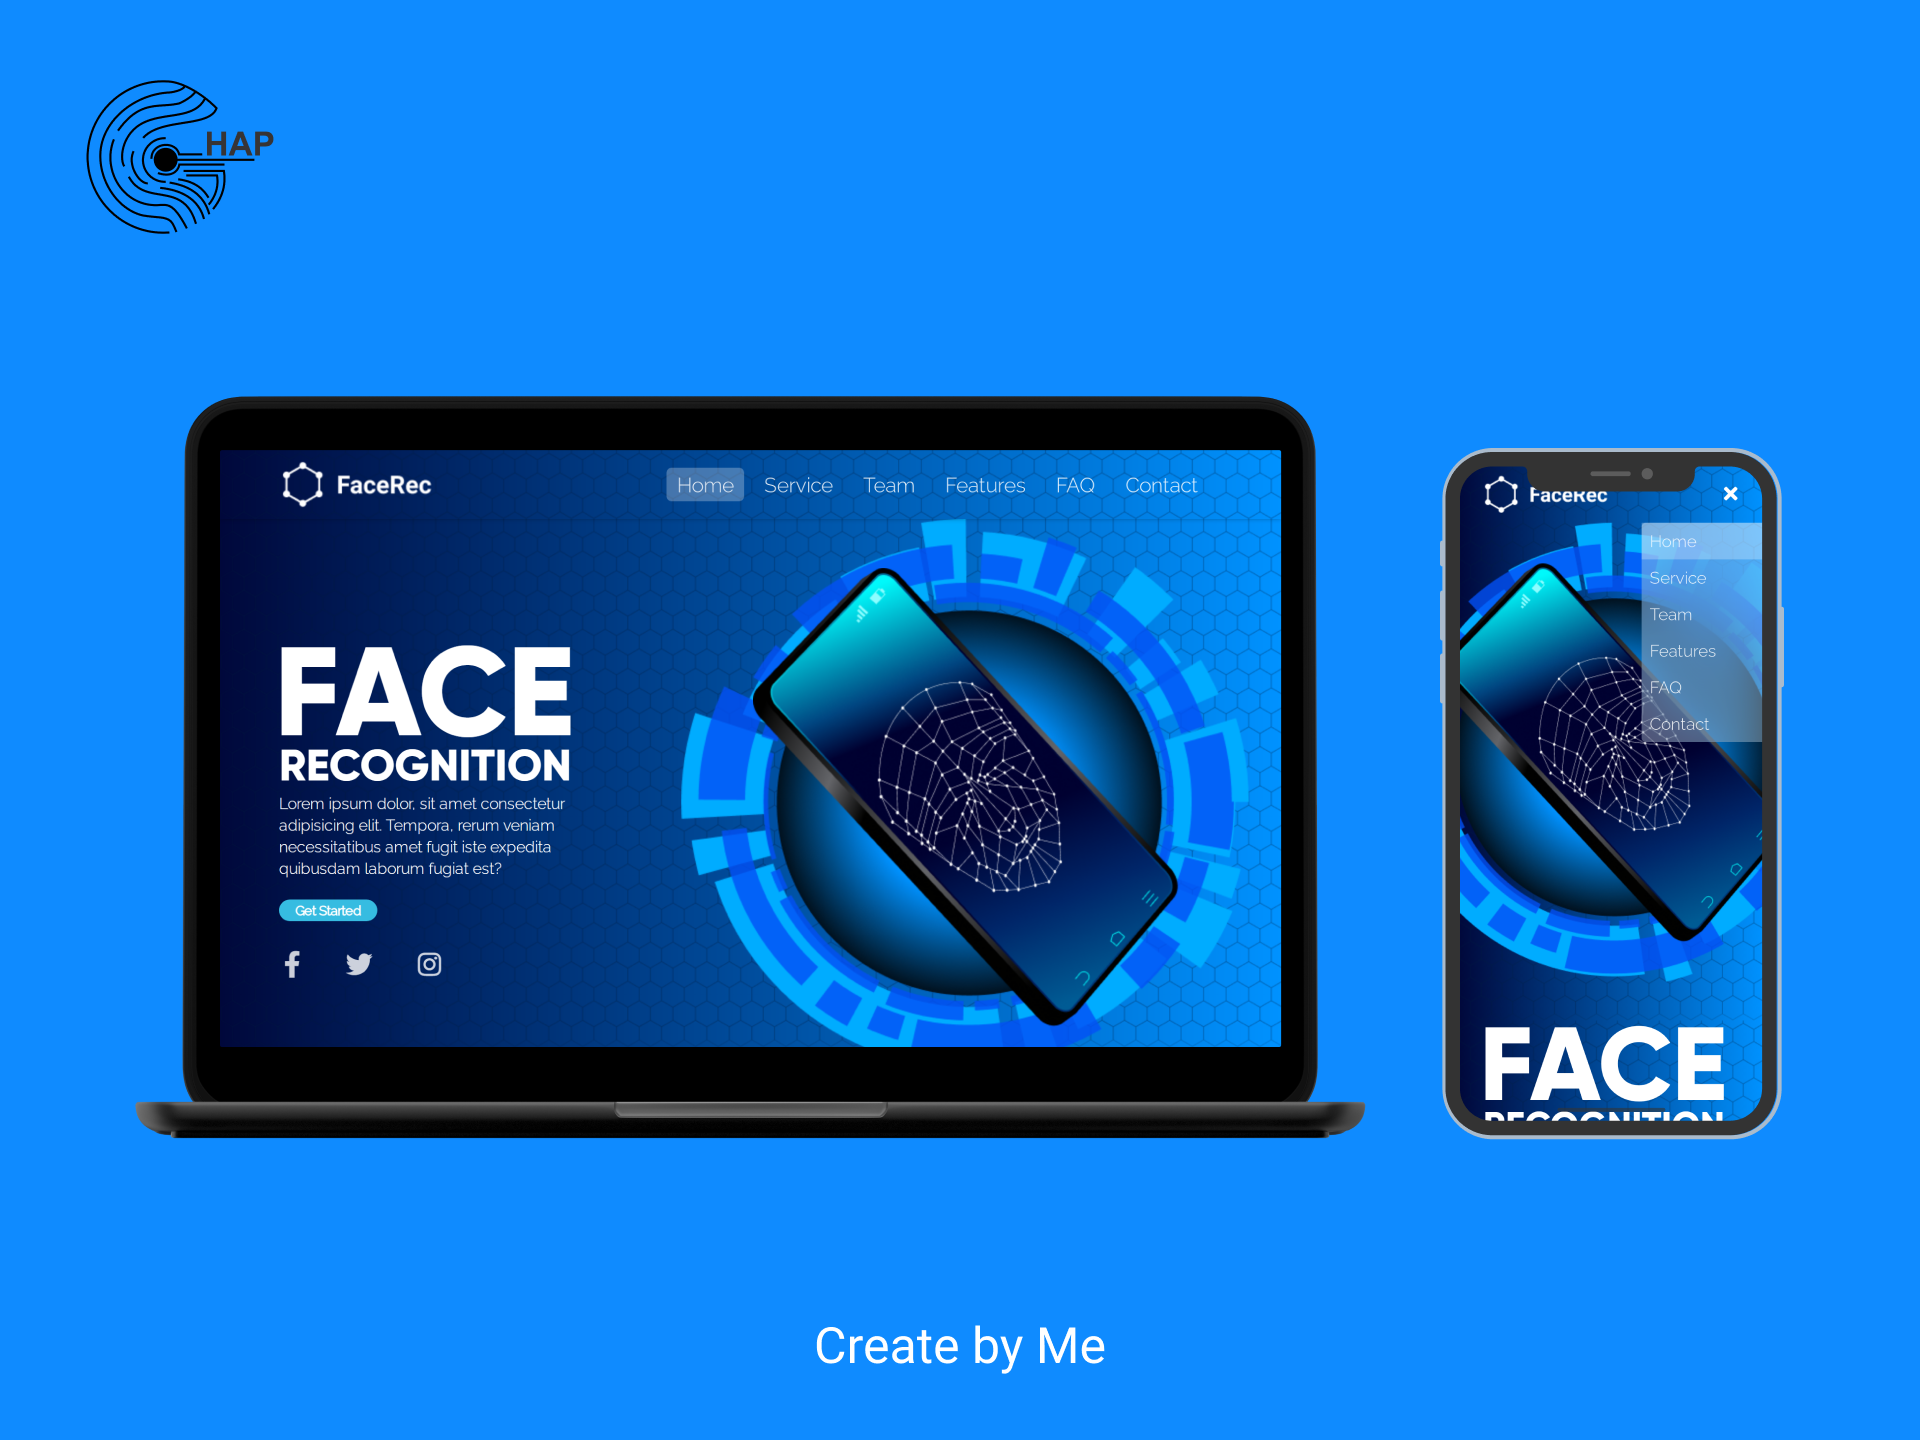 HAP
FaceRec
Home Service Team Features FAQ Contact
FACE
RECOGNITION
Lorem ipsum dolor, sit amet consectetur
adipisicing elit. Tempora, rerum veniam
necessitatibus amet fugit iste expedita
quibusdam laborum fugiat est?
Get Started
FaceRec
Home
Service
Team
Features
FAQ
Contact
FACE
RECOGNITION
Create by Me